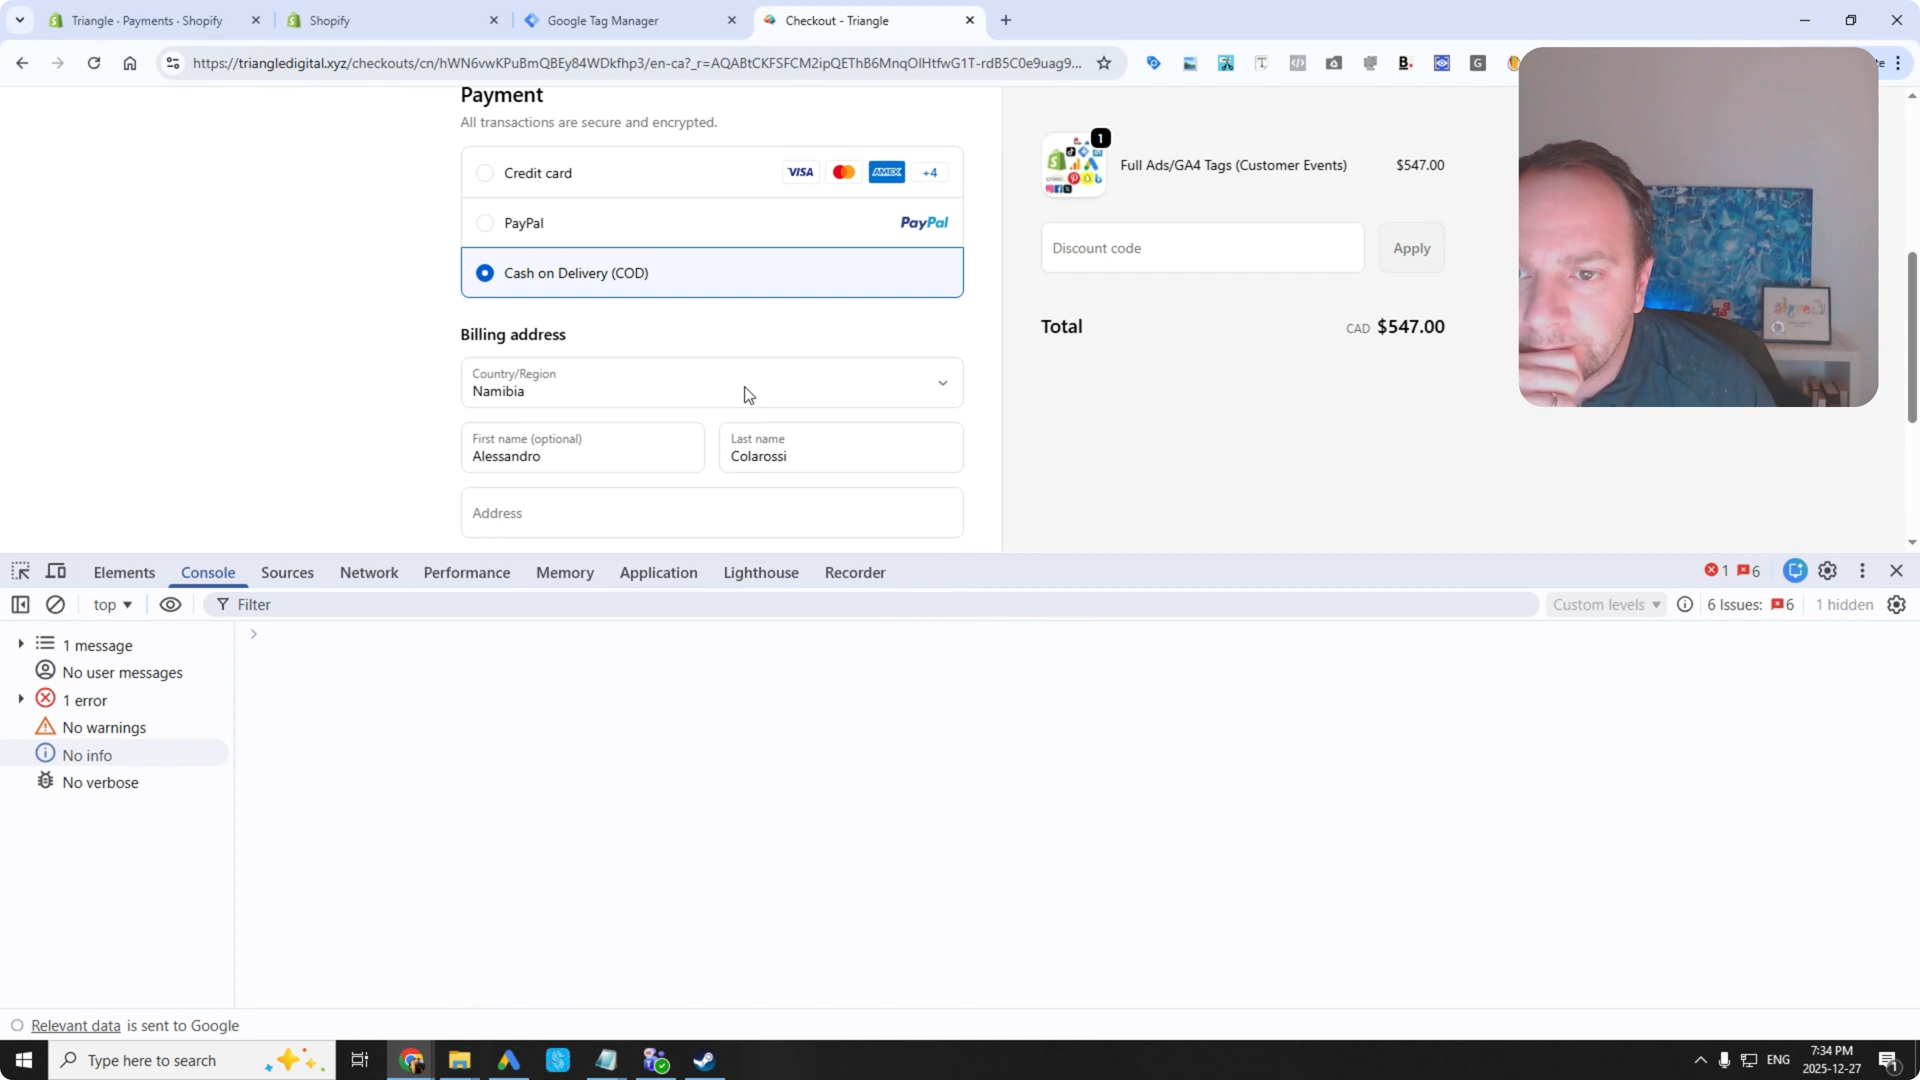 Triangle · Payments · Shopify
Shopify
Google Tag Manager
Checkout - Triangle
https://triangledigital.xyz/checkouts/cn/hWN6vwKPuBmQBEy84WDkfhp3/en-ca?_r=AQABtCKFSFCM2ipQEThB6MnqOlHtfwG1T-rdB5C0e9uag9...
Payment
All transactions are secure and encrypted.
Credit card
VISA
AMEX
+4
PayPal
PayPal
Cash on Delivery (COD)
Billing address
Country/Region
Namibia
First name (optional)
Alessandro
Last name
Colarossi
Address
1
Full Ads/GA4 Tags (Customer Events)
$547.00
Discount code
Apply
Total
CAD $547.00
Elements
Console
Sources
Network
Performance
Memory
Application
Lighthouse
Recorder
1
6
top
Filter
Custom levels
6 Issues:
6
1 hidden
1 message
No user messages
1 error
No warnings
No info
No verbose
Relevant data is sent to Google
Type here to search
ENG
7:34 PM
2025-12-27
1